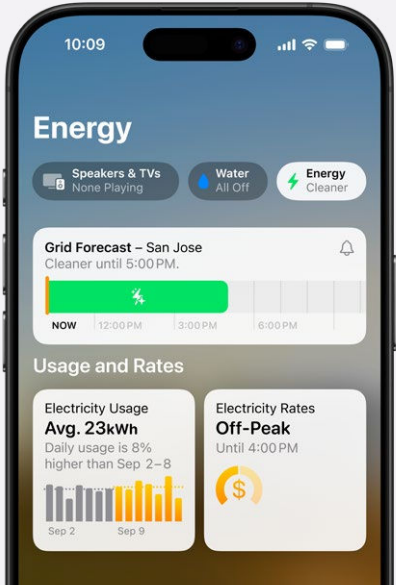 10:09
Energy
Speakers & TVs
None Playing
Water
All Off
Energy
Cleaner
Grid Forecast – San Jose
Cleaner until 5:00 PM.
NOW
12:00 PM
3:00 PM
6:00 PM
Usage and Rates
Electricity Usage
Avg. 23kWh
Daily usage is 8%
higher than Sep 2–8
Sep 2
Sep 9
Electricity Rates
Off-Peak
Until 4:00 PM
$